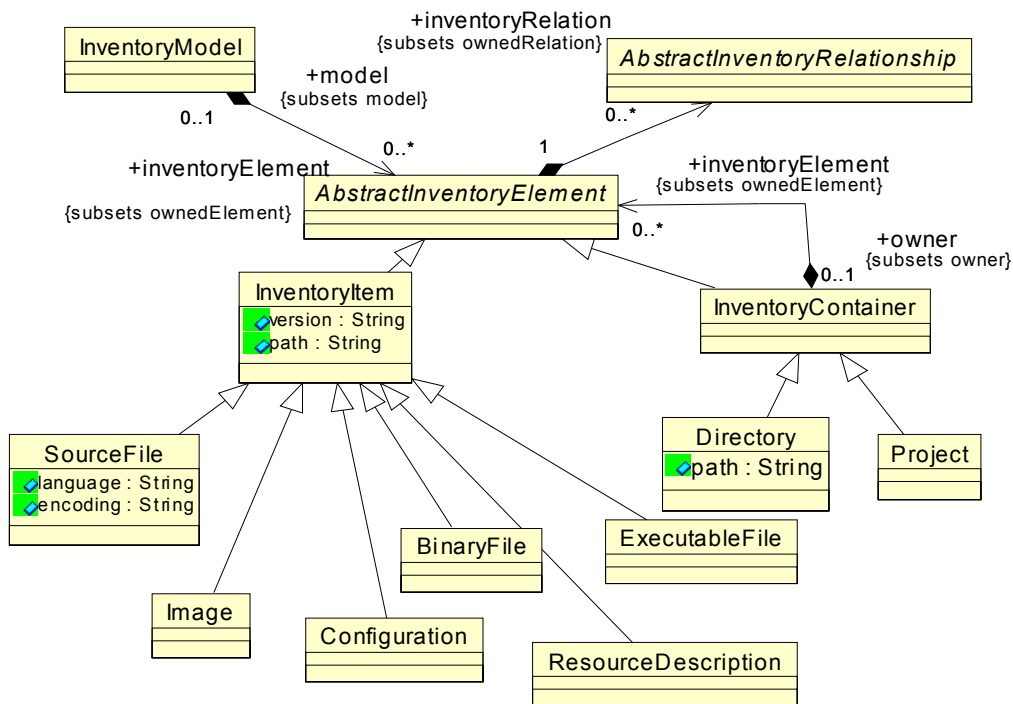 +inventoryRelation
{subsets ownedRelation}
InventoryModel
AbstractInventoryRelationship
+model
{subsets model}
0..1
0..*
0..*
1
+inventoryElement
{subsets ownedElement}
AbstractInventoryElement
+inventoryElement
{subsets ownedElement}
0..*
+owner
{subsets owner}
0..1
InventoryItem
version : String
path : String
InventoryContainer
SourceFile
language : String
encoding : String
Directory
path : String
Project
BinaryFile
ExecutableFile
Image
Configuration
ResourceDescription